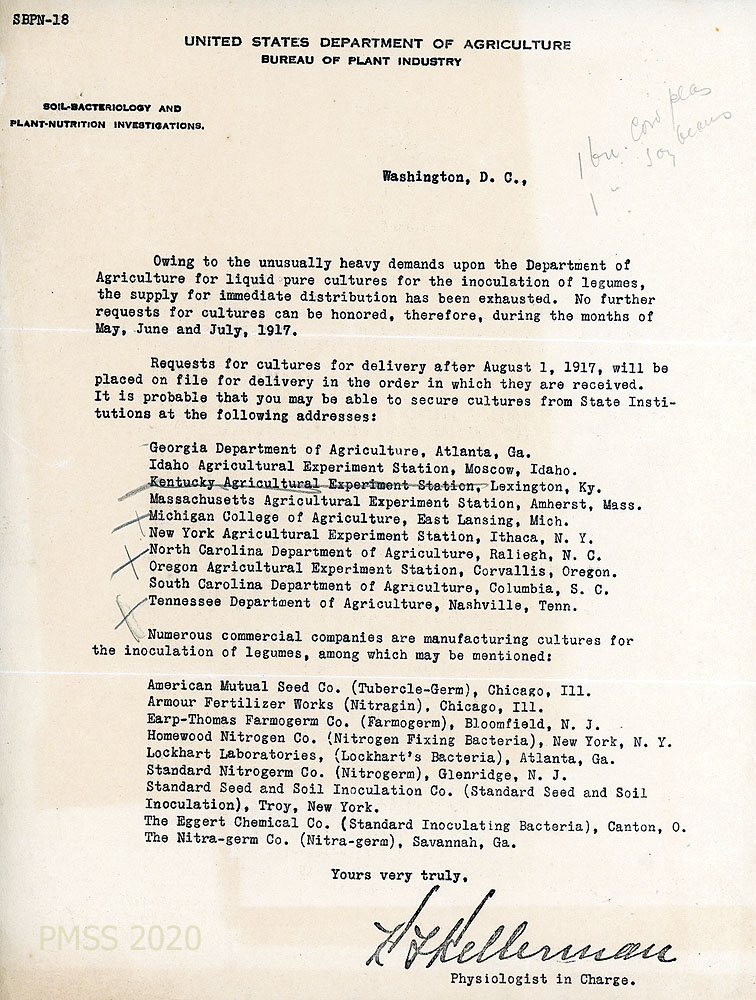 SBPN-18
UNITED STATES DEPARTMENT OF AGRICULTURE
BUREAU OF PLANT INDUSTRY
SOIL-BACTERIOLOGY AND
PLANT-NUTRITION INVESTIGATIONS.
1 bu. Cow peas
1 " Soy beans
Washington, D. C.,
Owing to the unusually heavy demands upon the Department of
Agriculture for liquid pure cultures for the inoculation of legumes,
the supply for immediate distribution has been exhausted. No further
requests for cultures can be honored, therefore, during the months of
May, June and July, 1917.
Requests for cultures for delivery after August 1, 1917, will be
placed on file for delivery in the order in which they are received.
It is probable that you may be able to secure cultures from State Insti-
tutions at the following addresses:
Georgia Department of Agriculture, Atlanta, Ga.
Idaho Agricultural Experiment Station, Moscow, Idaho.
Kentucky Agricultural Experiment Station, Lexington, Ky.
Massachusetts Agricultural Experiment Station, Amherst, Mass.
Michigan College of Agriculture, East Lansing, Mich.
New York Agricultural Experiment Station, Ithaca, N. Y.
North Carolina Department of Agriculture, Raliegh, N. C.
Oregon Agricultural Experiment Station, Corvallis, Oregon.
South Carolina Department of Agriculture, Columbia, S. C.
Tennessee Department of Agriculture, Nashville, Tenn.
Numerous commercial companies are manufacturing cultures for
the inoculation of legumes, among which may be mentioned:
American Mutual Seed Co. (Tubercle-Germ), Chicago, Ill.
Armour Fertilizer Works (Nitragin), Chicago, Ill.
Earp-Thomas Farmogerm Co. (Farmogerm), Bloomfield, N. J.
Homewood Nitrogen Co. (Nitrogen Fixing Bacteria), New York, N. Y.
Lockhart Laboratories, (Lockhart's Bacteria), Atlanta, Ga.
Standard Nitrogerm Co. (Nitrogerm), Glenridge, N. J.
Standard Seed and Soil Inoculation Co. (Standard Seed and Soil
Inoculation), Troy, New York.
The Eggert Chemical Co. (Standard Inoculating Bacteria), Canton, O.
The Nitra-germ Co. (Nitra-germ), Savannah, Ga.
Yours very truly,
K F Kellerman
Physiologist in Charge.
PMSS 2020